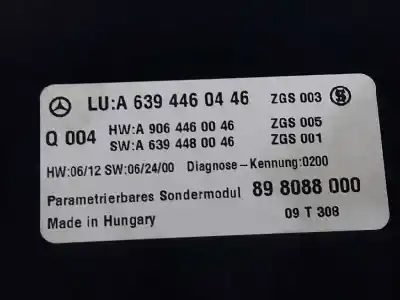 LU:A 639 446 04 46 ZGS 003
Q 004 HW:A 906 446 00 46 ZGS 005
SW:A 639 448 00 46 ZGS 001
HW:06/12 SW:06/24/00 Diagnose-Kennung:0200
Parametrierbares Sondermodul 89 8088 000
Made in Hungary 09 T 308